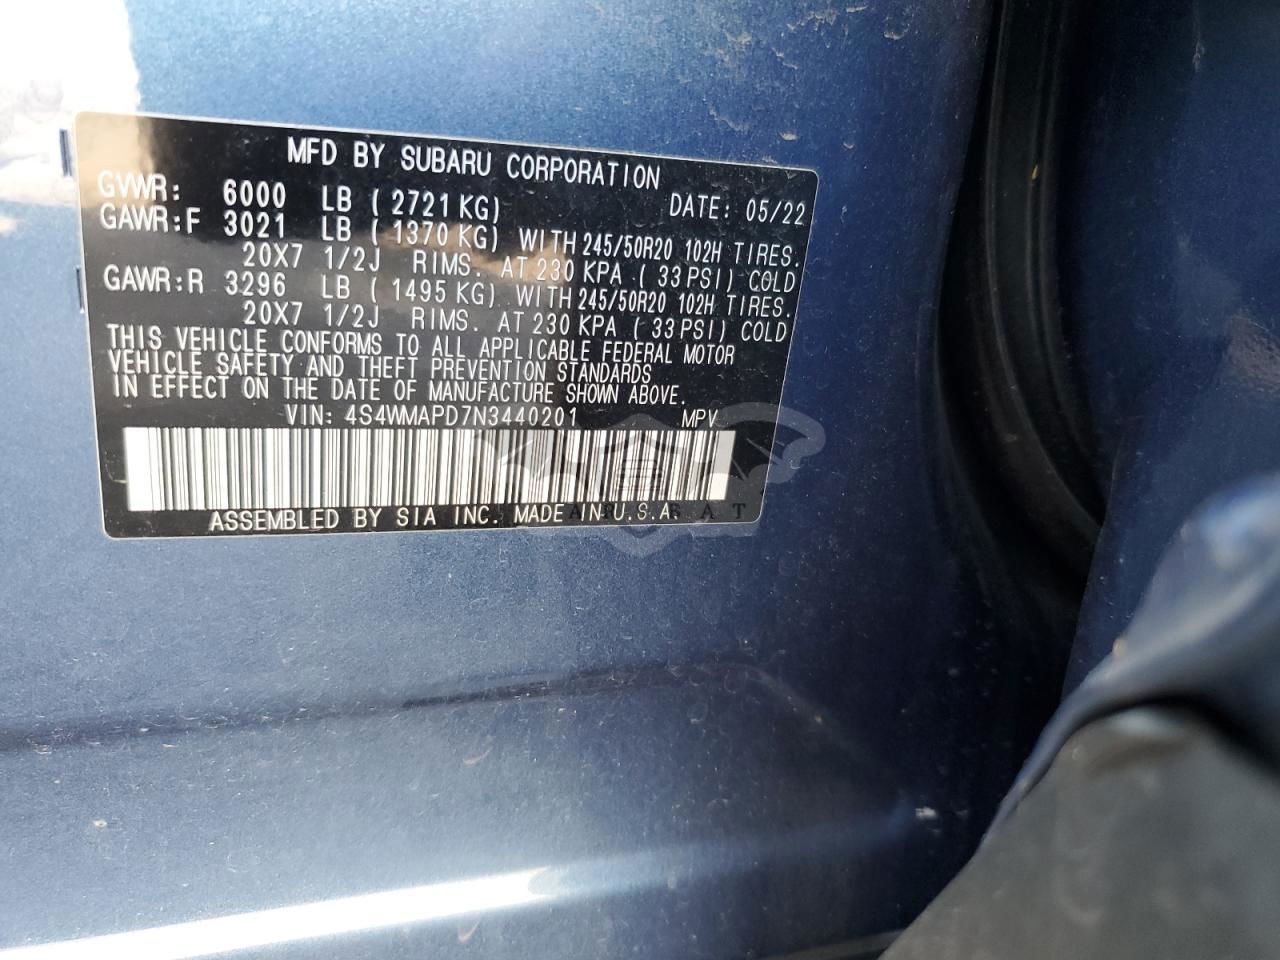 MFD BY SUBARU CORPORATION
GVWR: 6000 LB ( 2721 KG) DATE: 05/22
GAWR:F 3021 LB ( 1370 KG) WITH 245/50R20 102H TIRES.
20X7 1/2J RIMS. AT 230 KPA ( 33 PSI) COLD
GAWR:R 3296 LB ( 1495 KG) WITH 245/50R20 102H TIRES.
20X7 1/2J RIMS. AT 230 KPA ( 33 PSI) COLD
THIS VEHICLE CONFORMS TO ALL APPLICABLE FEDERAL MOTOR
VEHICLE SAFETY AND THEFT PREVENTION STANDARDS
IN EFFECT ON THE DATE OF MANUFACTURE SHOWN ABOVE.
VIN: 4S4WMAPD7N3440201 MPV
ASSEMBLED BY SIA INC. MADE IN U.S.A.